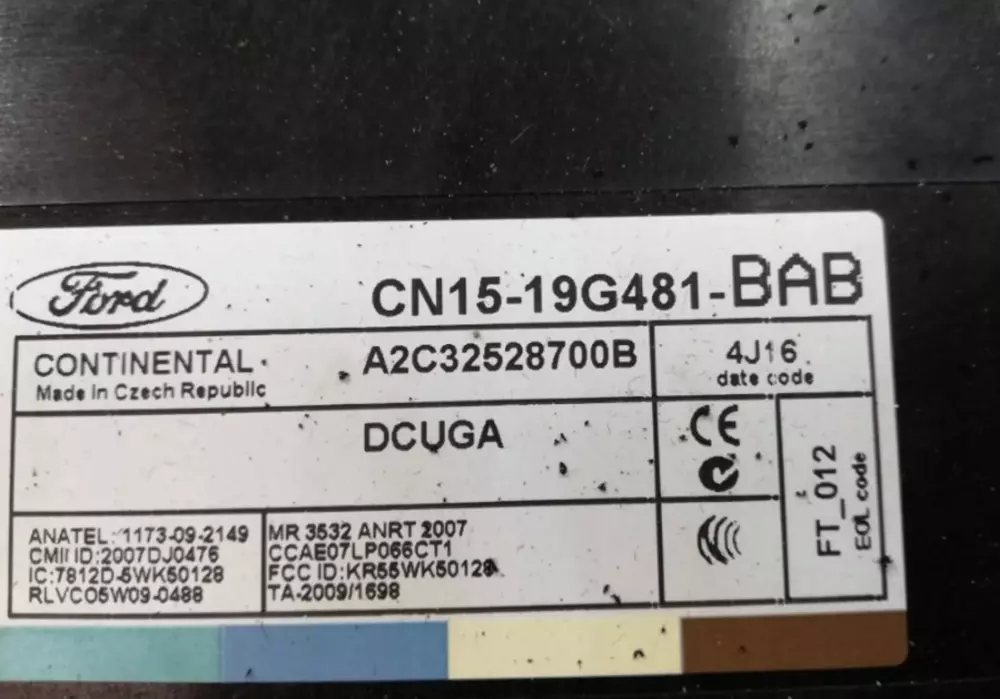 Ford
CN15-19G481-BAB
CONTINENTAL
Made In Czech Republic
A2C32528700B
4J16
date code
DCUGA
CE
FT_012
EOL code
ANATEL: 1173-09-2149
CMII ID:2007DJ0476
IC:7812D-5WK50128
RLVCO5W09-0488
MR 3532 ANRT 2007
CCAE07LP066CT1
FCC ID:KR55WK50128
TA-2009/1698